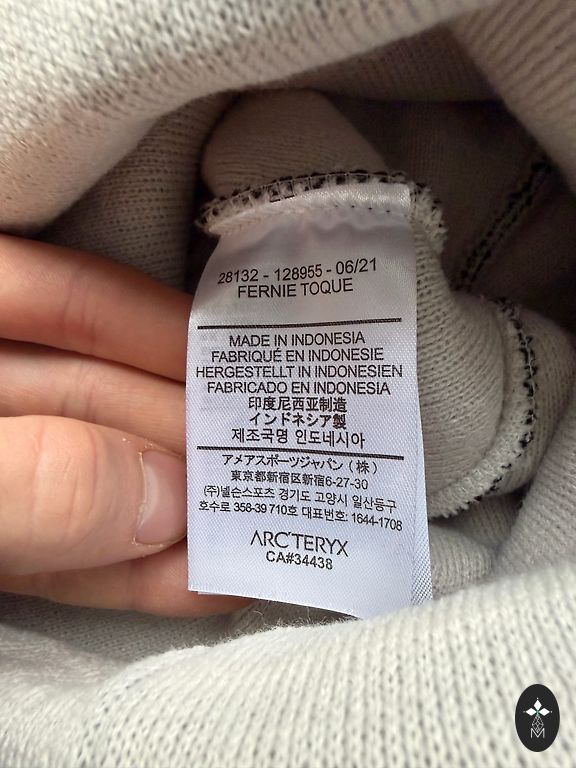 28132 - 128955 - 06/21
FERNIE TOQUE
MADE IN INDONESIA
FABRIQUÉ EN INDONESIE
HERGESTELLT IN INDONESIEN
FABRICADO EN INDONESIA
印度尼西亚制造
インドネシア製
제조국명 인도네시아
アメアスポーツジャパン (株)
東京都新宿区新宿6-27-30
(주)넬슨스포츠 경기도 고양시 일산동구
호수로 358-39 710호 대표번호: 1644-1708
ARC'TERYX
CA#34438
M